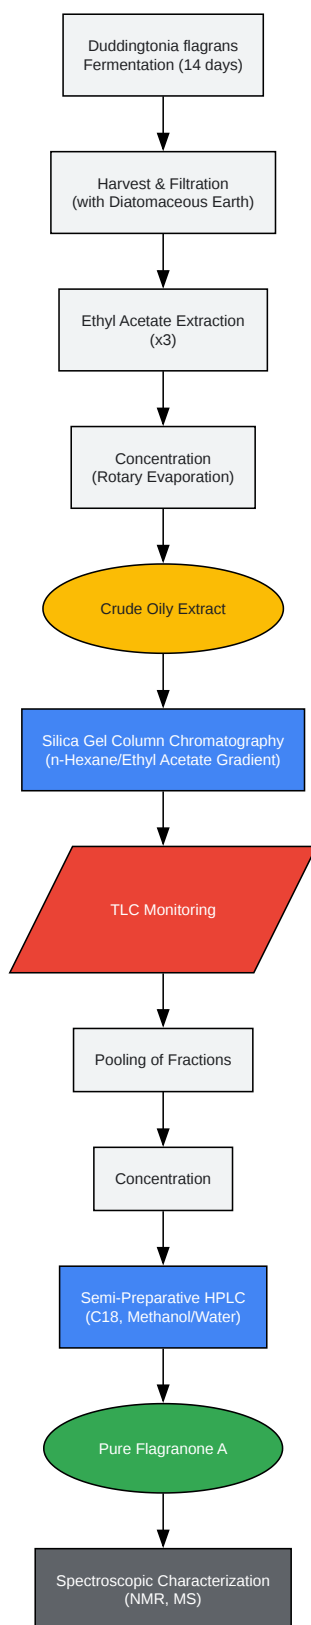 Duddingtonia flagrans
Fermentation (14 days)
Harvest & Filtration
(with Diatomaceous Earth)
Ethyl Acetate Extraction
(x3)
Concentration
(Rotary Evaporation)
Crude Oily Extract
Silica Gel Column Chromatography
(n-Hexane/Ethyl Acetate Gradient)
TLC Monitoring
Pooling of Fractions
Concentration
Semi-Preparative HPLC
(C18, Methanol/Water)
Pure Flagranone A
Spectroscopic Characterization
(NMR, MS)